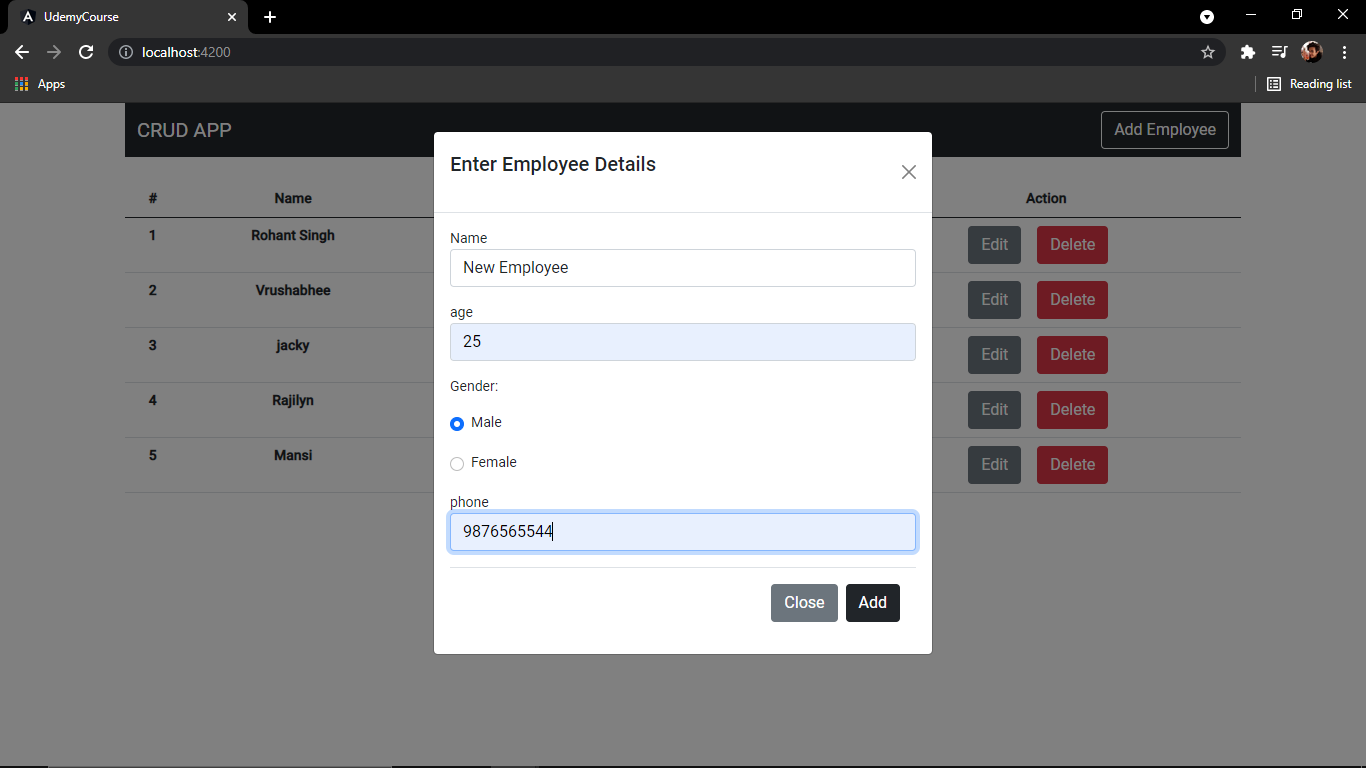 UdemyCourse
localhost:4200
Apps
Reading list
CRUD APP
Add Employee
# Name Action
1 Rohant Singh Edit Delete
2 Vrushabhee Edit Delete
3 jacky Edit Delete
4 Rajilyn Edit Delete
5 Mansi Edit Delete
Enter Employee Details
Name
New Employee
age
25
Gender:
Male
Female
phone
9876565544
Close Add